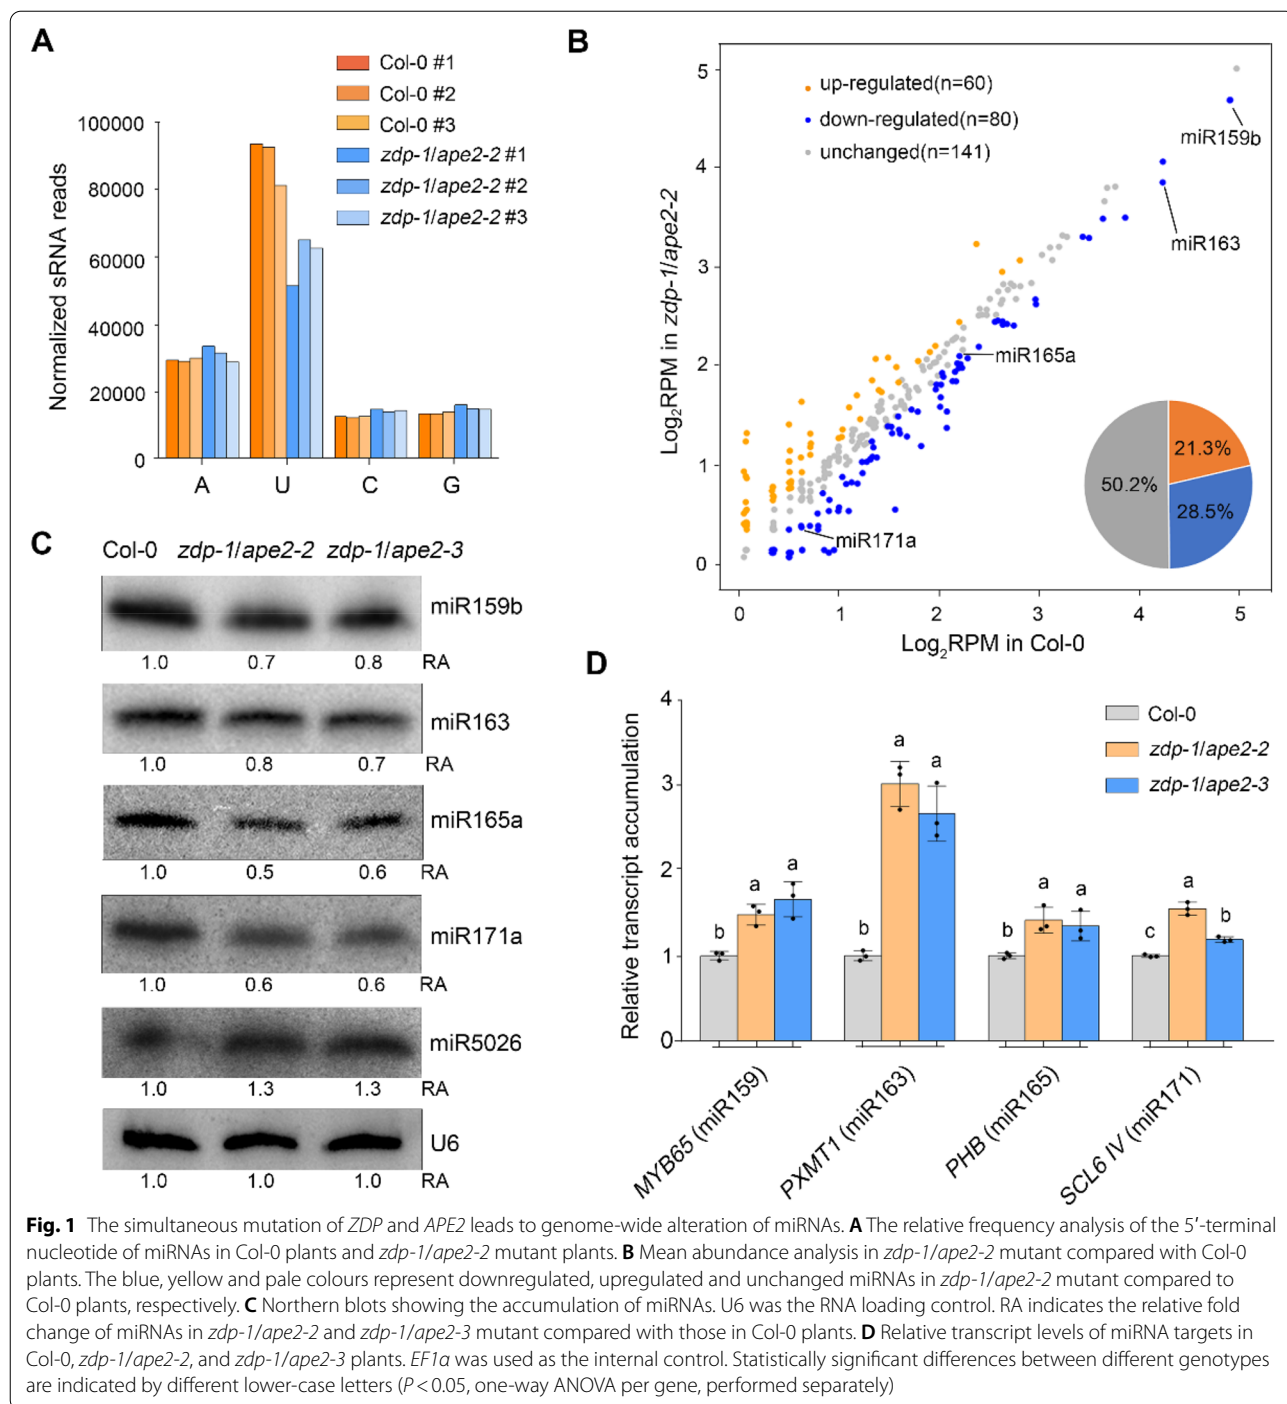 A
Col-0 #1
Col-0 #2
Col-0 #3
zdp-1/ape2-2 #1
zdp-1/ape2-2 #2
zdp-1/ape2-2 #3
Normalized sRNA reads
100000
80000
60000
40000
20000
0
A U C G
B
up-regulated(n=60)
down-regulated(n=80)
unchanged(n=141)
Log2RPM in zdp-1/ape2-2
5
4
3
2
1
0
miR159b
miR163
miR165a
miR171a
21.3%
50.2%
28.5%
0 1 2 3 4 5
Log2RPM in Col-0
C
Col-0 zdp-1/ape2-2 zdp-1/ape2-3
miR159b
1.0 0.7 0.8 RA
miR163
1.0 0.8 0.7 RA
miR165a
1.0 0.5 0.6 RA
miR171a
1.0 0.6 0.6 RA
miR5026
1.0 1.3 1.3 RA
U6
1.0 1.0 1.0 RA
D
Relative transcript accumulation
4
3
2
1
0
Col-0
zdp-1/ape2-2
zdp-1/ape2-3
b a a
b a a
b a a
c a b
MYB65 (miR159)
PXMT1 (miR163)
PHB (miR165)
SCL6 IV (miR171)
Fig. 1 The simultaneous mutation of ZDP and APE2 leads to genome-wide alteration of miRNAs. A The relative frequency analysis of the 5′-terminal
nucleotide of miRNAs in Col-0 plants and zdp-1/ape2-2 mutant plants. B Mean abundance analysis in zdp-1/ape2-2 mutant compared with Col-0
plants. The blue, yellow and pale colours represent downregulated, upregulated and unchanged miRNAs in zdp-1/ape2-2 mutant compared to
Col-0 plants, respectively. C Northern blots showing the accumulation of miRNAs. U6 was the RNA loading control. RA indicates the relative fold
change of miRNAs in zdp-1/ape2-2 and zdp-1/ape2-3 mutant compared with those in Col-0 plants. D Relative transcript levels of miRNA targets in
Col-0, zdp-1/ape2-2, and zdp-1/ape2-3 plants. EF1α was used as the internal control. Statistically significant differences between different genotypes
are indicated by different lower-case letters (P < 0.05, one-way ANOVA per gene, performed separately)